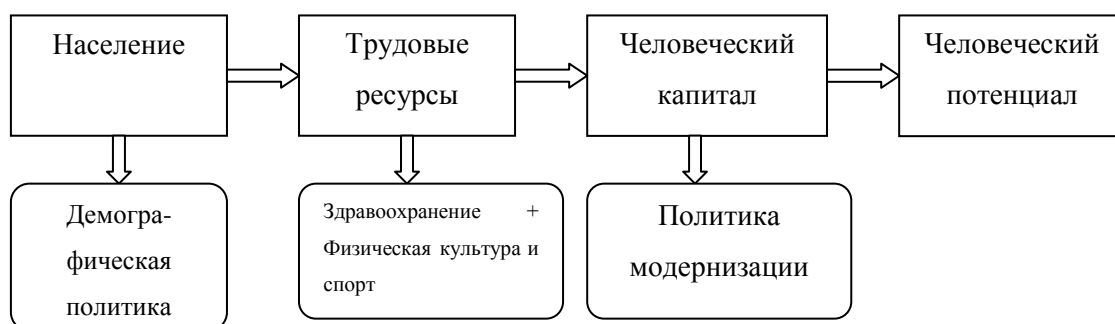 Население
Трудовые
ресурсы
Человеческий
капитал
Человеческий
потенциал
Демогра-
фическая
политика
Здравоохранение +
Физическая культура и
спорт
Политика
модернизации